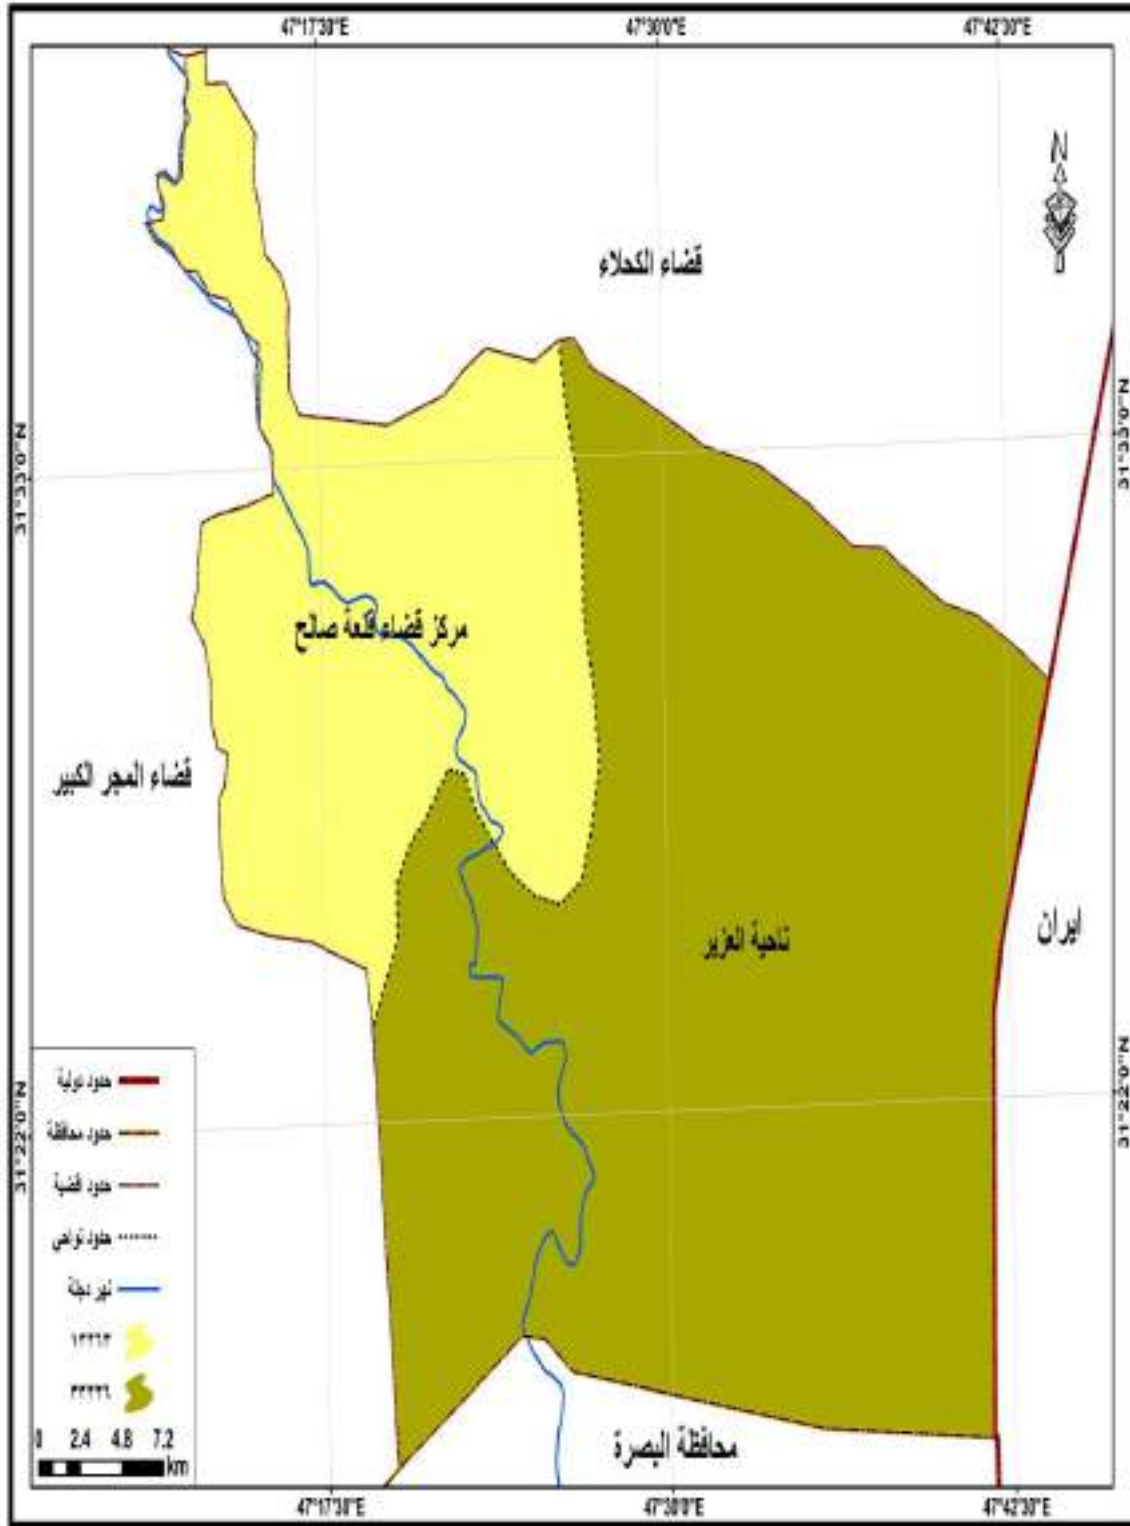 47°17'30"E 47°30'0"E 47°42'30"E
N
قضاء الكحلاء
31°33'0"N 31°33'0"N
مركز قضاء قلعة صالح
قضاء المجر الكبير
ناحية العزير
ايران
31°22'0"N 31°22'0"N
حدود دولية
حدود محافظة
حدود اقضية
حدود نواحي
نهر دجلة
0 2.4 4.8 7.2
km
محافظة البصرة
47°17'30"E 47°30'0"E 47°42'30"E